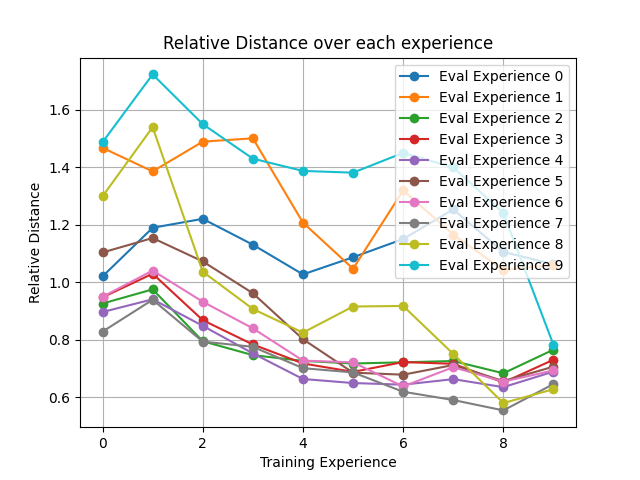 Relative Distance over each experience
Relative Distance
1.6
1.4
1.2
1.0
0.8
0.6
Eval Experience 0
Eval Experience 1
Eval Experience 2
Eval Experience 3
Eval Experience 4
Eval Experience 5
Eval Experience 6
Eval Experience 7
Eval Experience 8
Eval Experience 9
0 2 4 6 8
Training Experience